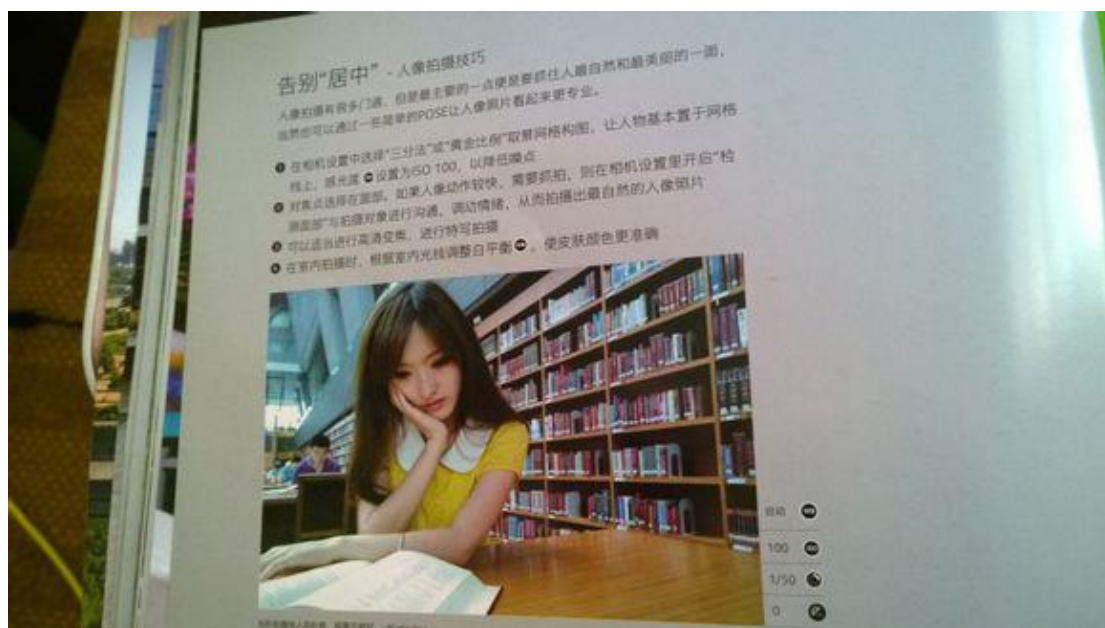 告别“居中” - 人像拍摄技巧
人像拍摄有很多门道，但是最主要的一点便是要抓住人最自然和最美丽的一面，
当然也可以通过一些简单的POSE让人像照片看起来更专业。
1 在相机设置中选择“三分法”或“黄金比例”取景网格构图，让人物基本置于网格
线上，感光度设置为ISO 100，以降低噪点
2 对焦点选择在面部。如果人像动作较快，需要抓拍，则在相机设置里开启“检
测面部”与拍摄对象进行沟通，调动情绪，从而拍摄出最自然的人像照片
3 可以适当进行高清变焦，进行特写拍摄
4 在室内拍摄时，根据室内光线调整白平衡，使皮肤颜色更准确
自动
100
1/50
0